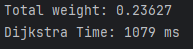 Total weight: 0.23627
Dijkstra Time: 1079 ms